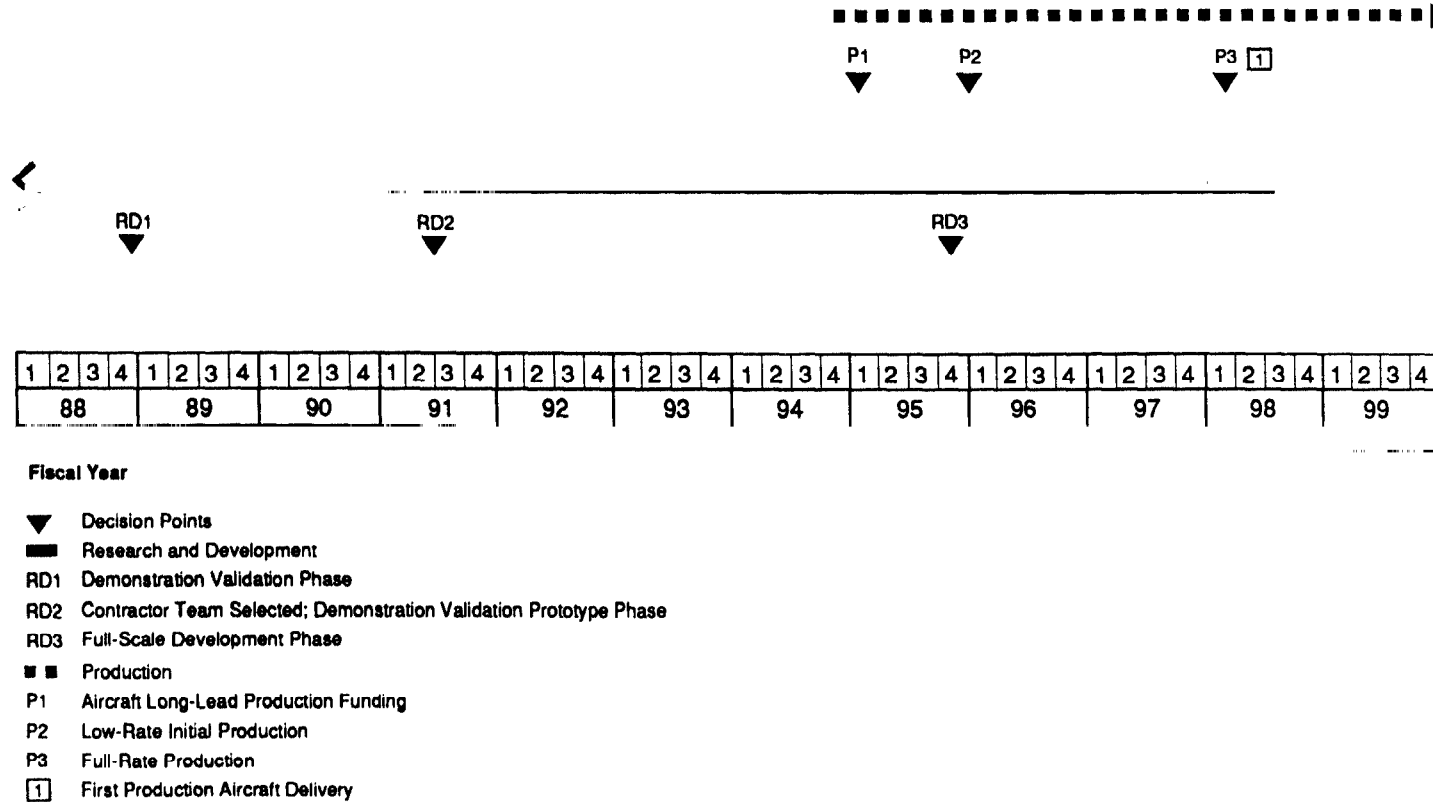 P1 P2 P3 1
RD1 RD2 RD3
1 2 3 4 1 2 3 4 1 2 3 4 1 2 3 4 1 2 3 4 1 2 3 4 1 2 3 4 1 2 3 4 1 2 3 4 1 2 3 4 1 2 3 4 1 2 3 4
88 89 90 91 92 93 94 95 96 97 98 99
Fiscal Year
Decision Points
Research and Development
RD1 Demonstration Validation Phase
RD2 Contractor Team Selected; Demonstration Validation Prototype Phase
RD3 Full-Scale Development Phase
Production
P1 Aircraft Long-Lead Production Funding
P2 Low-Rate Initial Production
P3 Full-Rate Production
1 First Production Aircraft Delivery